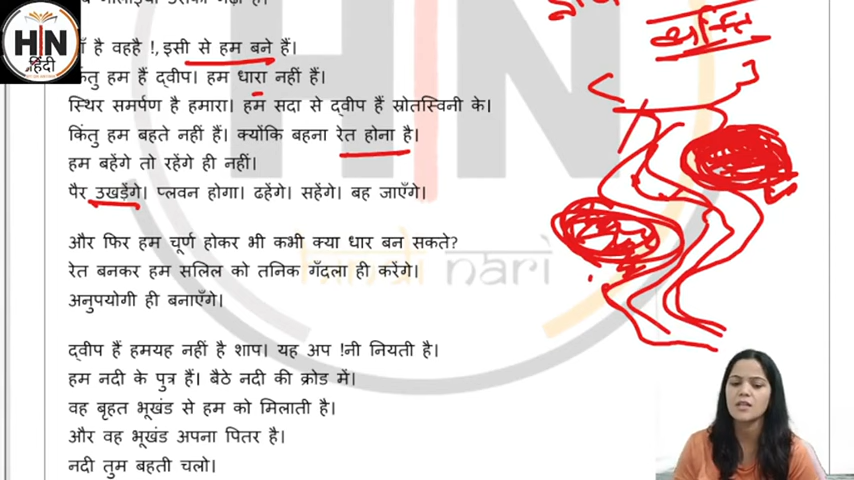 HIN
हिंदी
है वहहै !, इसी से हम बने हैं।
किंतु हम हैं द्वीप। हम धारा नहीं हैं।
स्थिर समर्पण है हमारा। हम सदा से द्वीप हैं स्रोतस्विनी के।
किंतु हम बहते नहीं हैं। क्योंकि बहना रेत होना है।
हम बहेंगे तो रहेंगे ही नहीं।
पैर उखड़ेंगे। प्लवन होगा। ढहेंगे। सहेंगे। बह जाएँगे।
और फिर हम चूर्ण होकर भी कभी क्या धार बन सकते?
रेत बनकर हम सलिल को तनिक गँदला ही करेंगे।
अनुपयोगी ही बनाएँगे।
द्वीप हैं हमयह नहीं है शाप। यह अप !नी नियती है।
हम नदी के पुत्र हैं। बैठे नदी की क्रोड में।
वह बृहत भूखंड से हम को मिलाती है।
और वह भूखंड अपना पितर है।
नदी तुम बहती चलो।
HIN
hindi nari